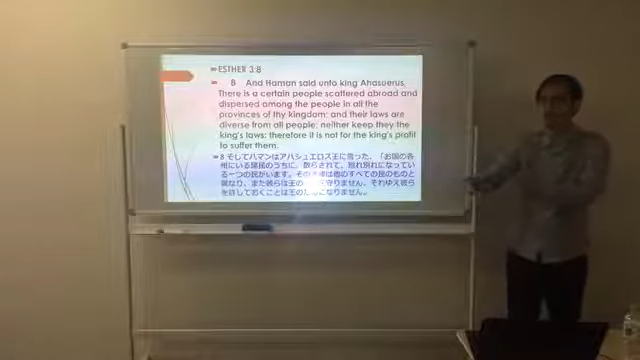 ESTHER 3:8
8 And Haman said unto king Ahasuerus,
There is a certain people scattered abroad and
dispersed among the people in all the
provinces of thy kingdom; and their laws are
diverse from all people; neither keep they the
king's laws: therefore it is not for the king's profit
to suffer them.
8 そしてハマンはアハシュエロス王に言った、「お国の各
州にいる諸民のうちに、散らされて、別れ別れになってい
る一つの民がいます。その は他のすべての民のものと
異なり、また彼らは王の を守りません。それゆえ彼ら
を許しておくことは王のためになりません。